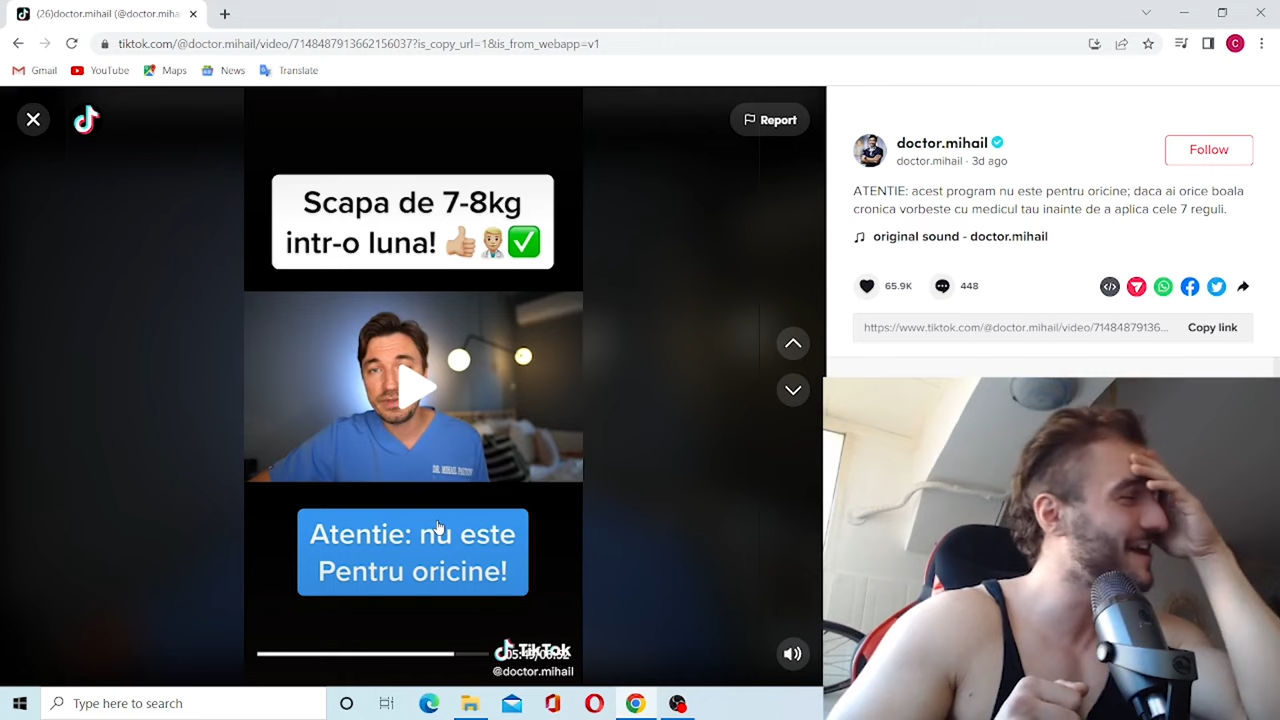 (26)doctor.mihail (@doctor.miha
tiktok.com/@doctor.mihail/video/7148487913662156037?is_copy_url=1&is_from_webapp=v1
C
Gmail
YouTube
Maps
News
Translate
Report
Scapa de 7-8kg
intr-o luna! 👍🏼👨🏼‍⚕️✅
DR. MIHAIL
Atentie: nu este
Pentru oricine!
TikTok
@doctor.mihail
doctor.mihail
doctor.mihail · 3d ago
Follow
ATENTIE: acest program nu este pentru oricine; daca ai orice boala
cronica vorbeste cu medicul tau inainte de a aplica cele 7 reguli.
original sound - doctor.mihail
65.9K
448
https://www.tiktok.com/@doctor.mihail/video/71484879136...
Copy link
Type here to search